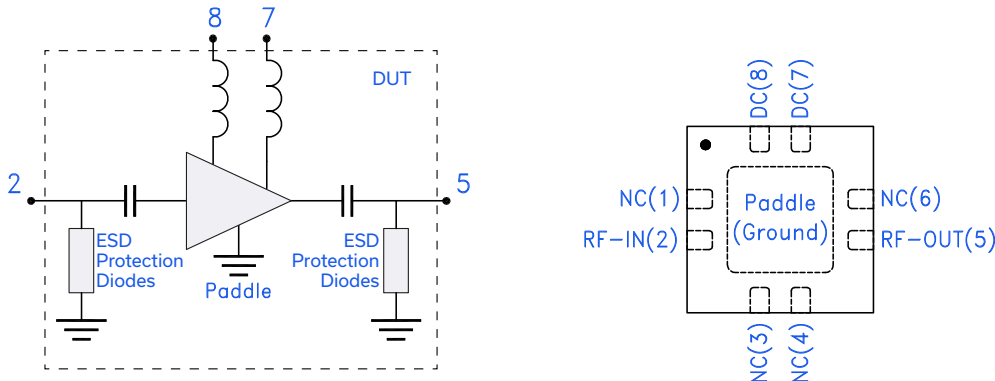 8
7
DUT
2
5
ESD
Protection
Diodes
ESD
Protection
Diodes
Paddle
DC(8)
DC(7)
NC(1)
RF-IN(2)
Paddle
(Ground)
NC(6)
RF-OUT(5)
NC(3)
NC(4)